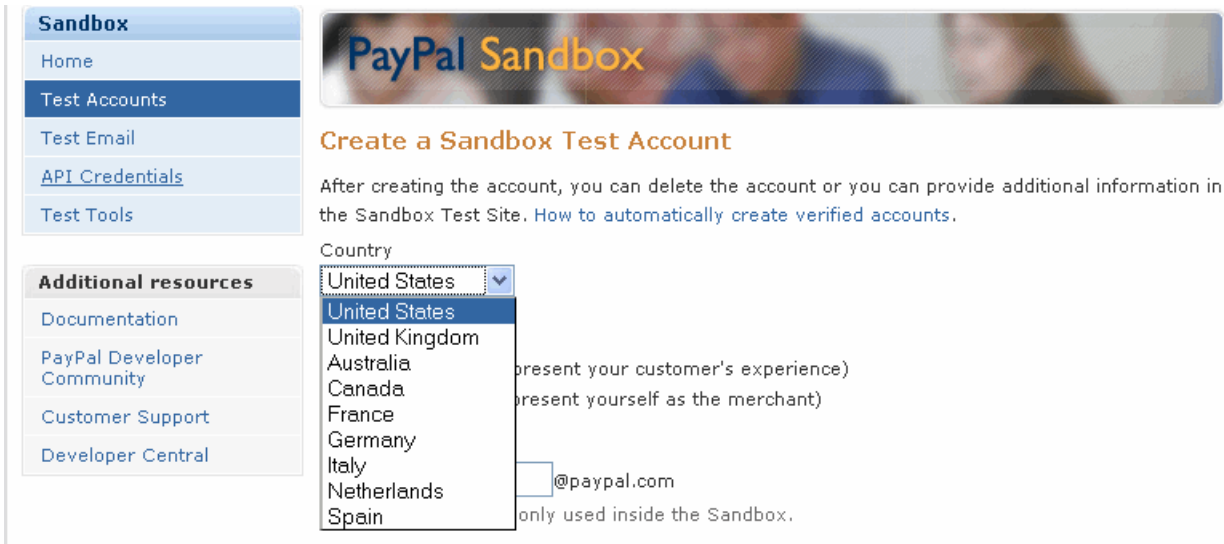 Sandbox
Home
Test Accounts
Test Email
API Credentials
Test Tools
Additional resources
Documentation
PayPal Developer
Community
Customer Support
Developer Central
PayPal Sandbox
Create a Sandbox Test Account
After creating the account, you can delete the account or you can provide additional information in
the Sandbox Test Site. How to automatically create verified accounts.
Country
United States
United States
United Kingdom
Australia
Canada
France
Germany
Italy
Netherlands
Spain
present your customer's experience)
present yourself as the merchant)
@paypal.com
only used inside the Sandbox.